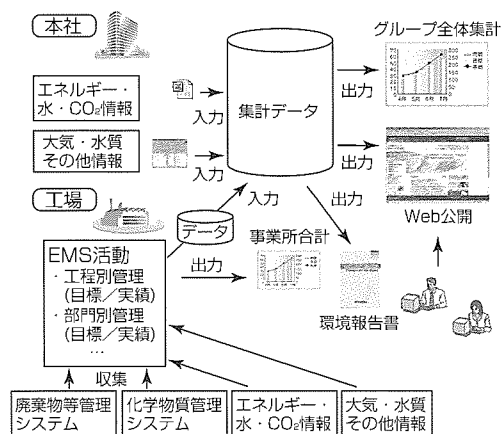 本社
グループ全体集計
エネルギー・
水・CO₂情報
入力
集計データ
出力
大気・水質
その他情報
入力
出力
Web公開
工場
入力
出力
データ
EMS活動
・工程別管理
(目標/実績)
・部門別管理
(目標/実績)
…
出力
事業所合計
環境報告書
収集
廃棄物等管理
システム
化学物質管理
システム
エネルギー・
水・CO₂情報
大気・水質
その他情報